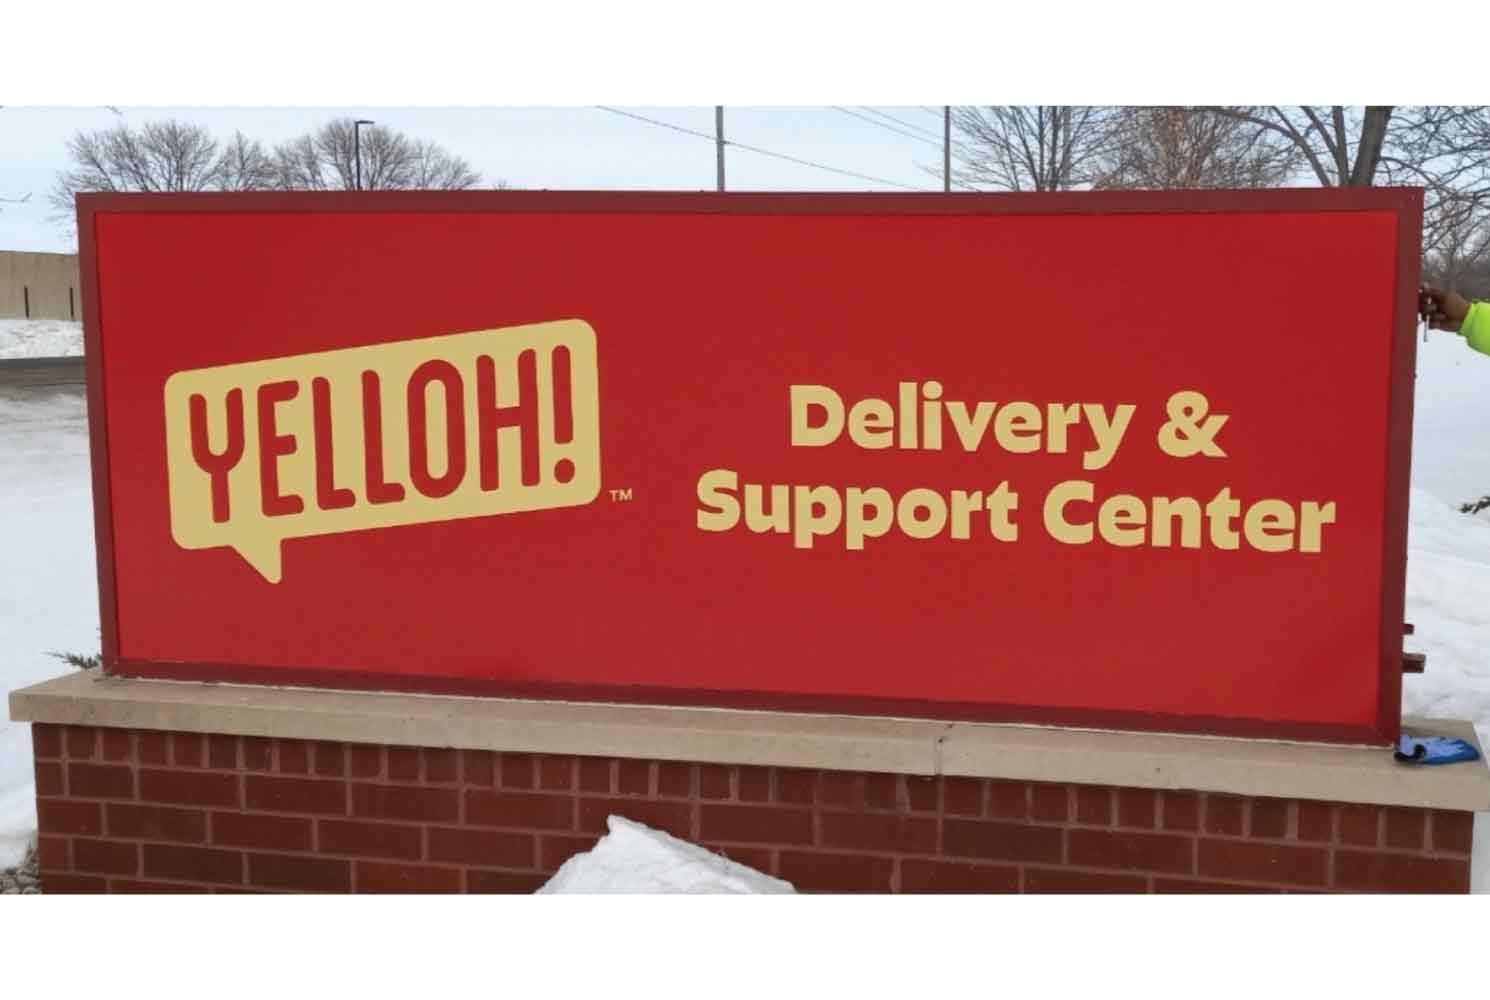 YELLOH!™
Delivery &
Support Center